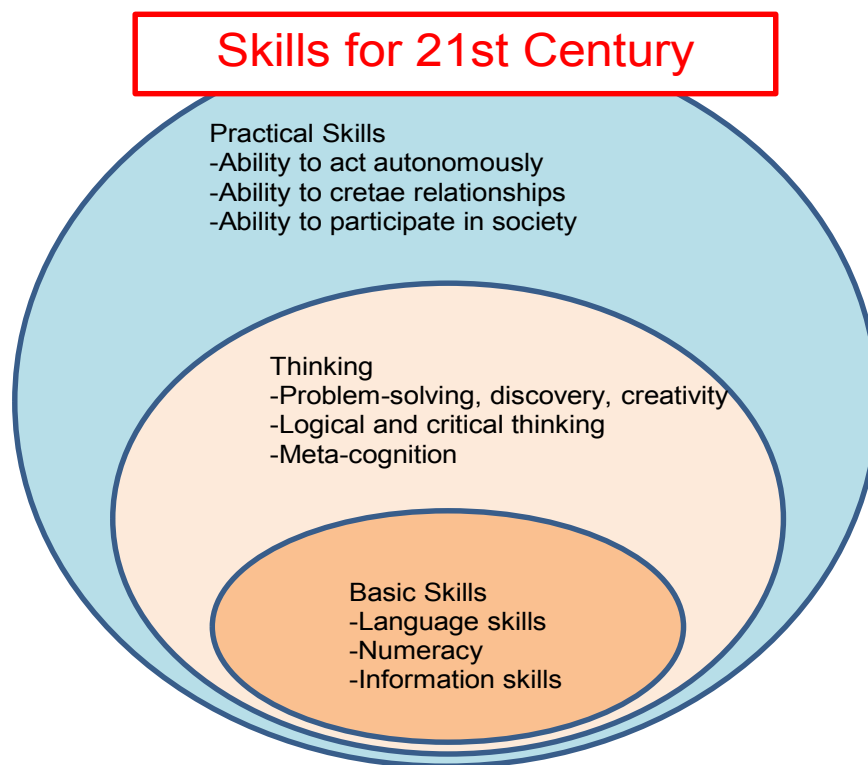 Skills for 21st Century
Practical Skills
-Ability to act autonomously
-Ability to cretae relationships
-Ability to participate in society
Thinking
-Problem-solving, discovery, creativity
-Logical and critical thinking
-Meta-cognition
Basic Skills
-Language skills
-Numeracy
-Information skills